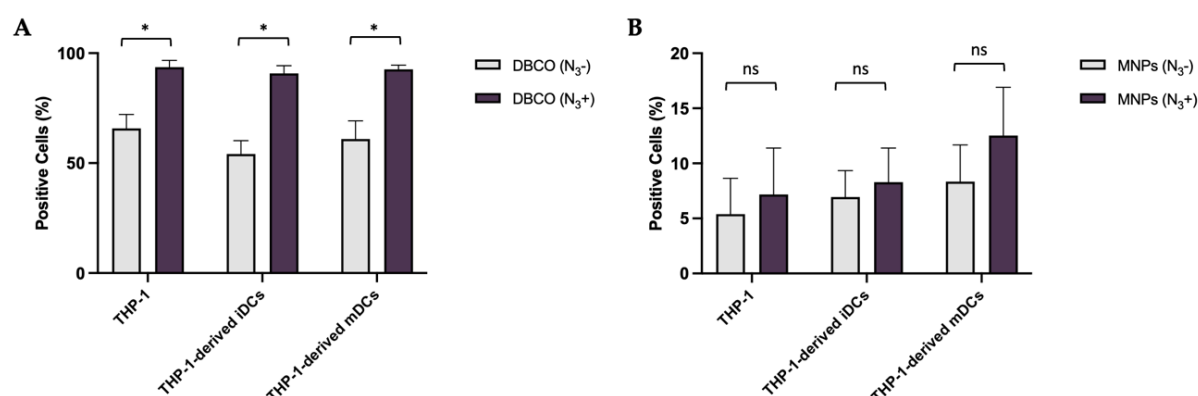 A
* * *
100
50
0
Positive Cells (%)
THP-1
THP-1-derived iDCs
THP-1-derived mDCs
DBCO (N₃-)
DBCO (N₃+)
B
ns ns ns
20
15
10
5
0
Positive Cells (%)
THP-1
THP-1-derived iDCs
THP-1-derived mDCs
MNPs (N₃-)
MNPs (N₃+)